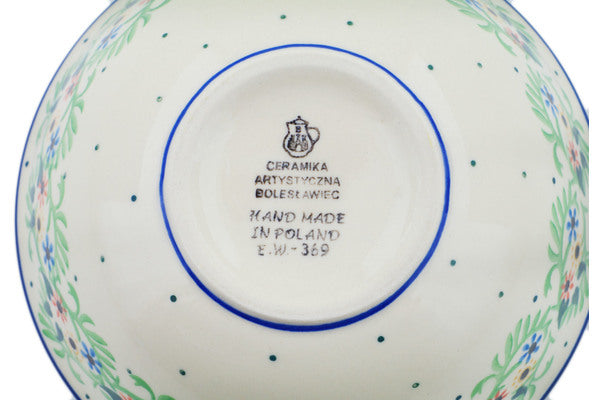 B
CERAMIKA
ARTYSTYCZNA
BOLESŁAWIEC
HAND MADE
IN POLAND
E.W.-369